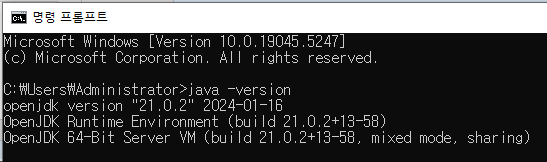 명령 프롬프트
Microsoft Windows [Version 10.0.19045.5247]
(c) Microsoft Corporation. All rights reserved.
C:₩Users₩Administrator>java -version
openjdk version "21.0.2" 2024-01-16
OpenJDK Runtime Environment (build 21.0.2+13-58)
OpenJDK 64-Bit Server VM (build 21.0.2+13-58, mixed mode, sharing)